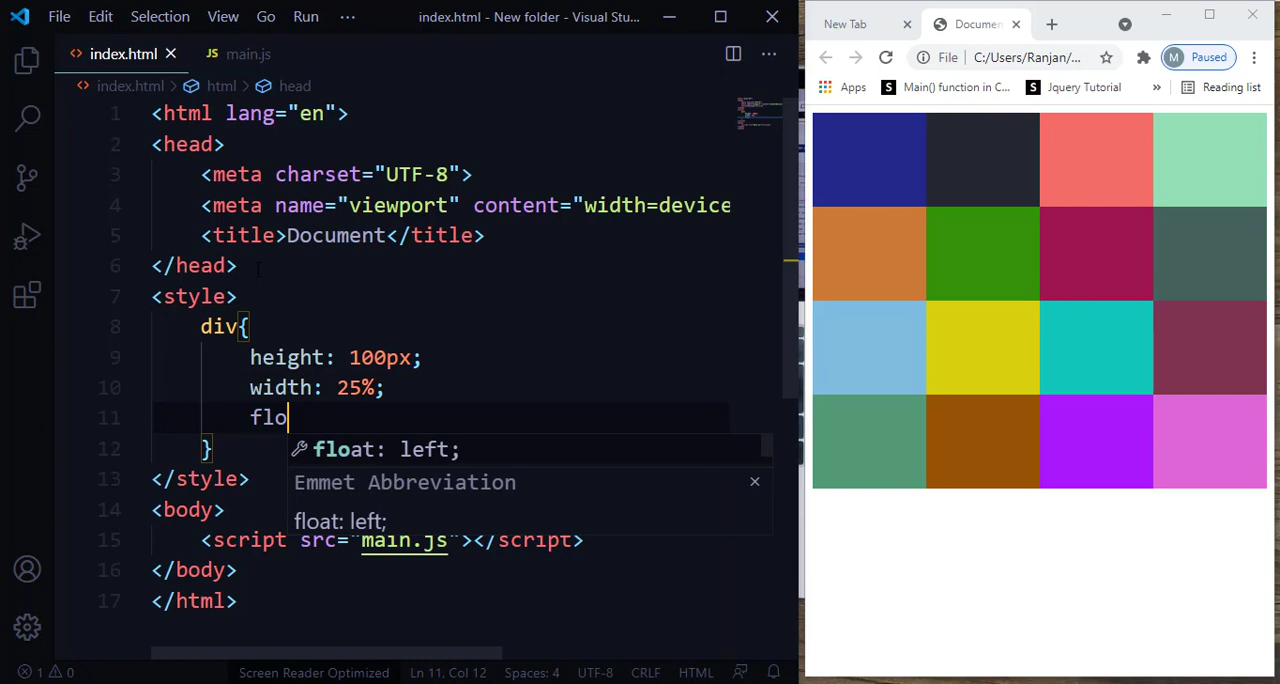 File Edit Selection View Go Run ··· index.html - New folder - Visual Stu...
index.html JS main.js
index.html > html > head
1 <html lang="en">
2 <head>
3 <meta charset="UTF-8">
4 <meta name="viewport" content="width=device
5 <title>Document</title>
6 </head>
7 <style>
8 div{
9 height: 100px;
10 width: 25%;
11 flo
12 }
13 </style>
14 <body>
15 <script src="main.js"></script>
16 </body>
17 </html>
float: left;
Emmet Abbreviation
float: left;
1 0 Screen Reader Optimized Ln 11, Col 12 Spaces: 4 UTF-8 CRLF HTML
New Tab Documen
File C:/Users/Ranjan/... M Paused
Apps S Main() function in C... S Jquery Tutorial » Reading list